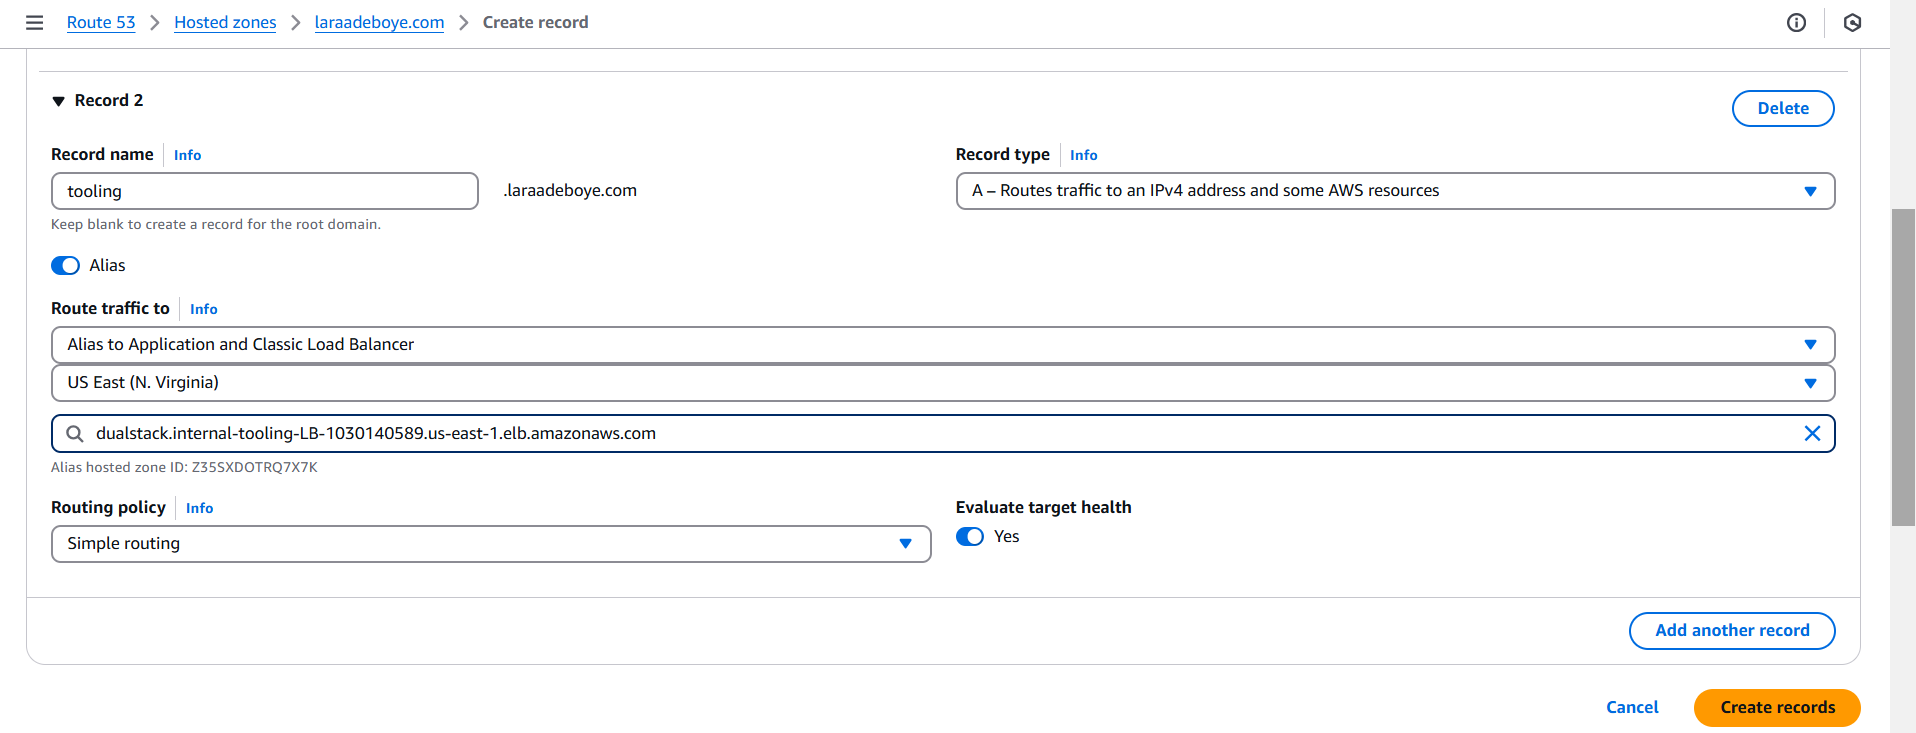 Route 53 > Hosted zones > laraadeboye.com > Create record
Record 2
Delete
Record name Info
tooling .laraadeboye.com
Keep blank to create a record for the root domain.
Record type Info
A – Routes traffic to an IPv4 address and some AWS resources
Alias
Route traffic to Info
Alias to Application and Classic Load Balancer
US East (N. Virginia)
dualstack.internal-tooling-LB-1030140589.us-east-1.elb.amazonaws.com
Alias hosted zone ID: Z35SXDOTRQ7X7K
Routing policy Info
Simple routing
Evaluate target health
Yes
Add another record
Cancel Create records